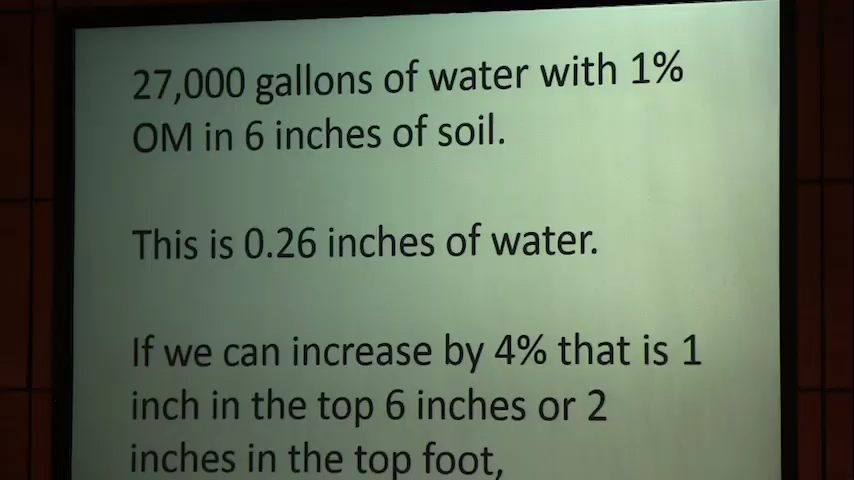 27,000 gallons of water with 1%
OM in 6 inches of soil.
This is 0.26 inches of water.
If we can increase by 4% that is 1
inch in the top 6 inches or 2
inches in the top foot,